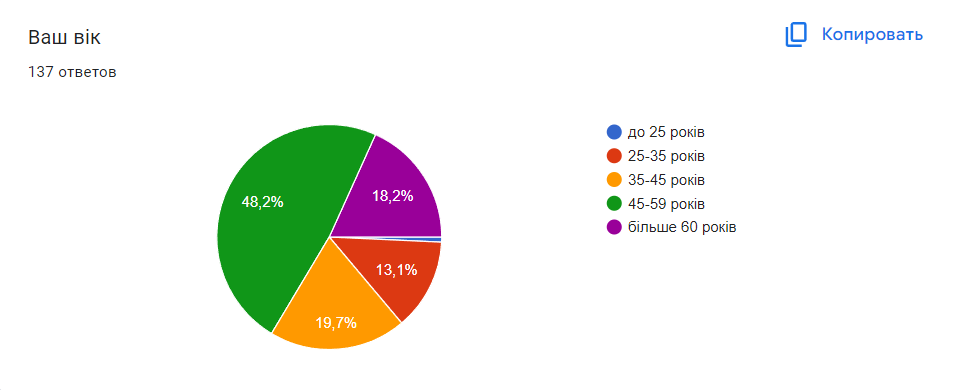 Ваш вік
Копировать
137 ответов
до 25 років
25-35 років
35-45 років
45-59 років
більше 60 років
48,2%
18,2%
13,1%
19,7%